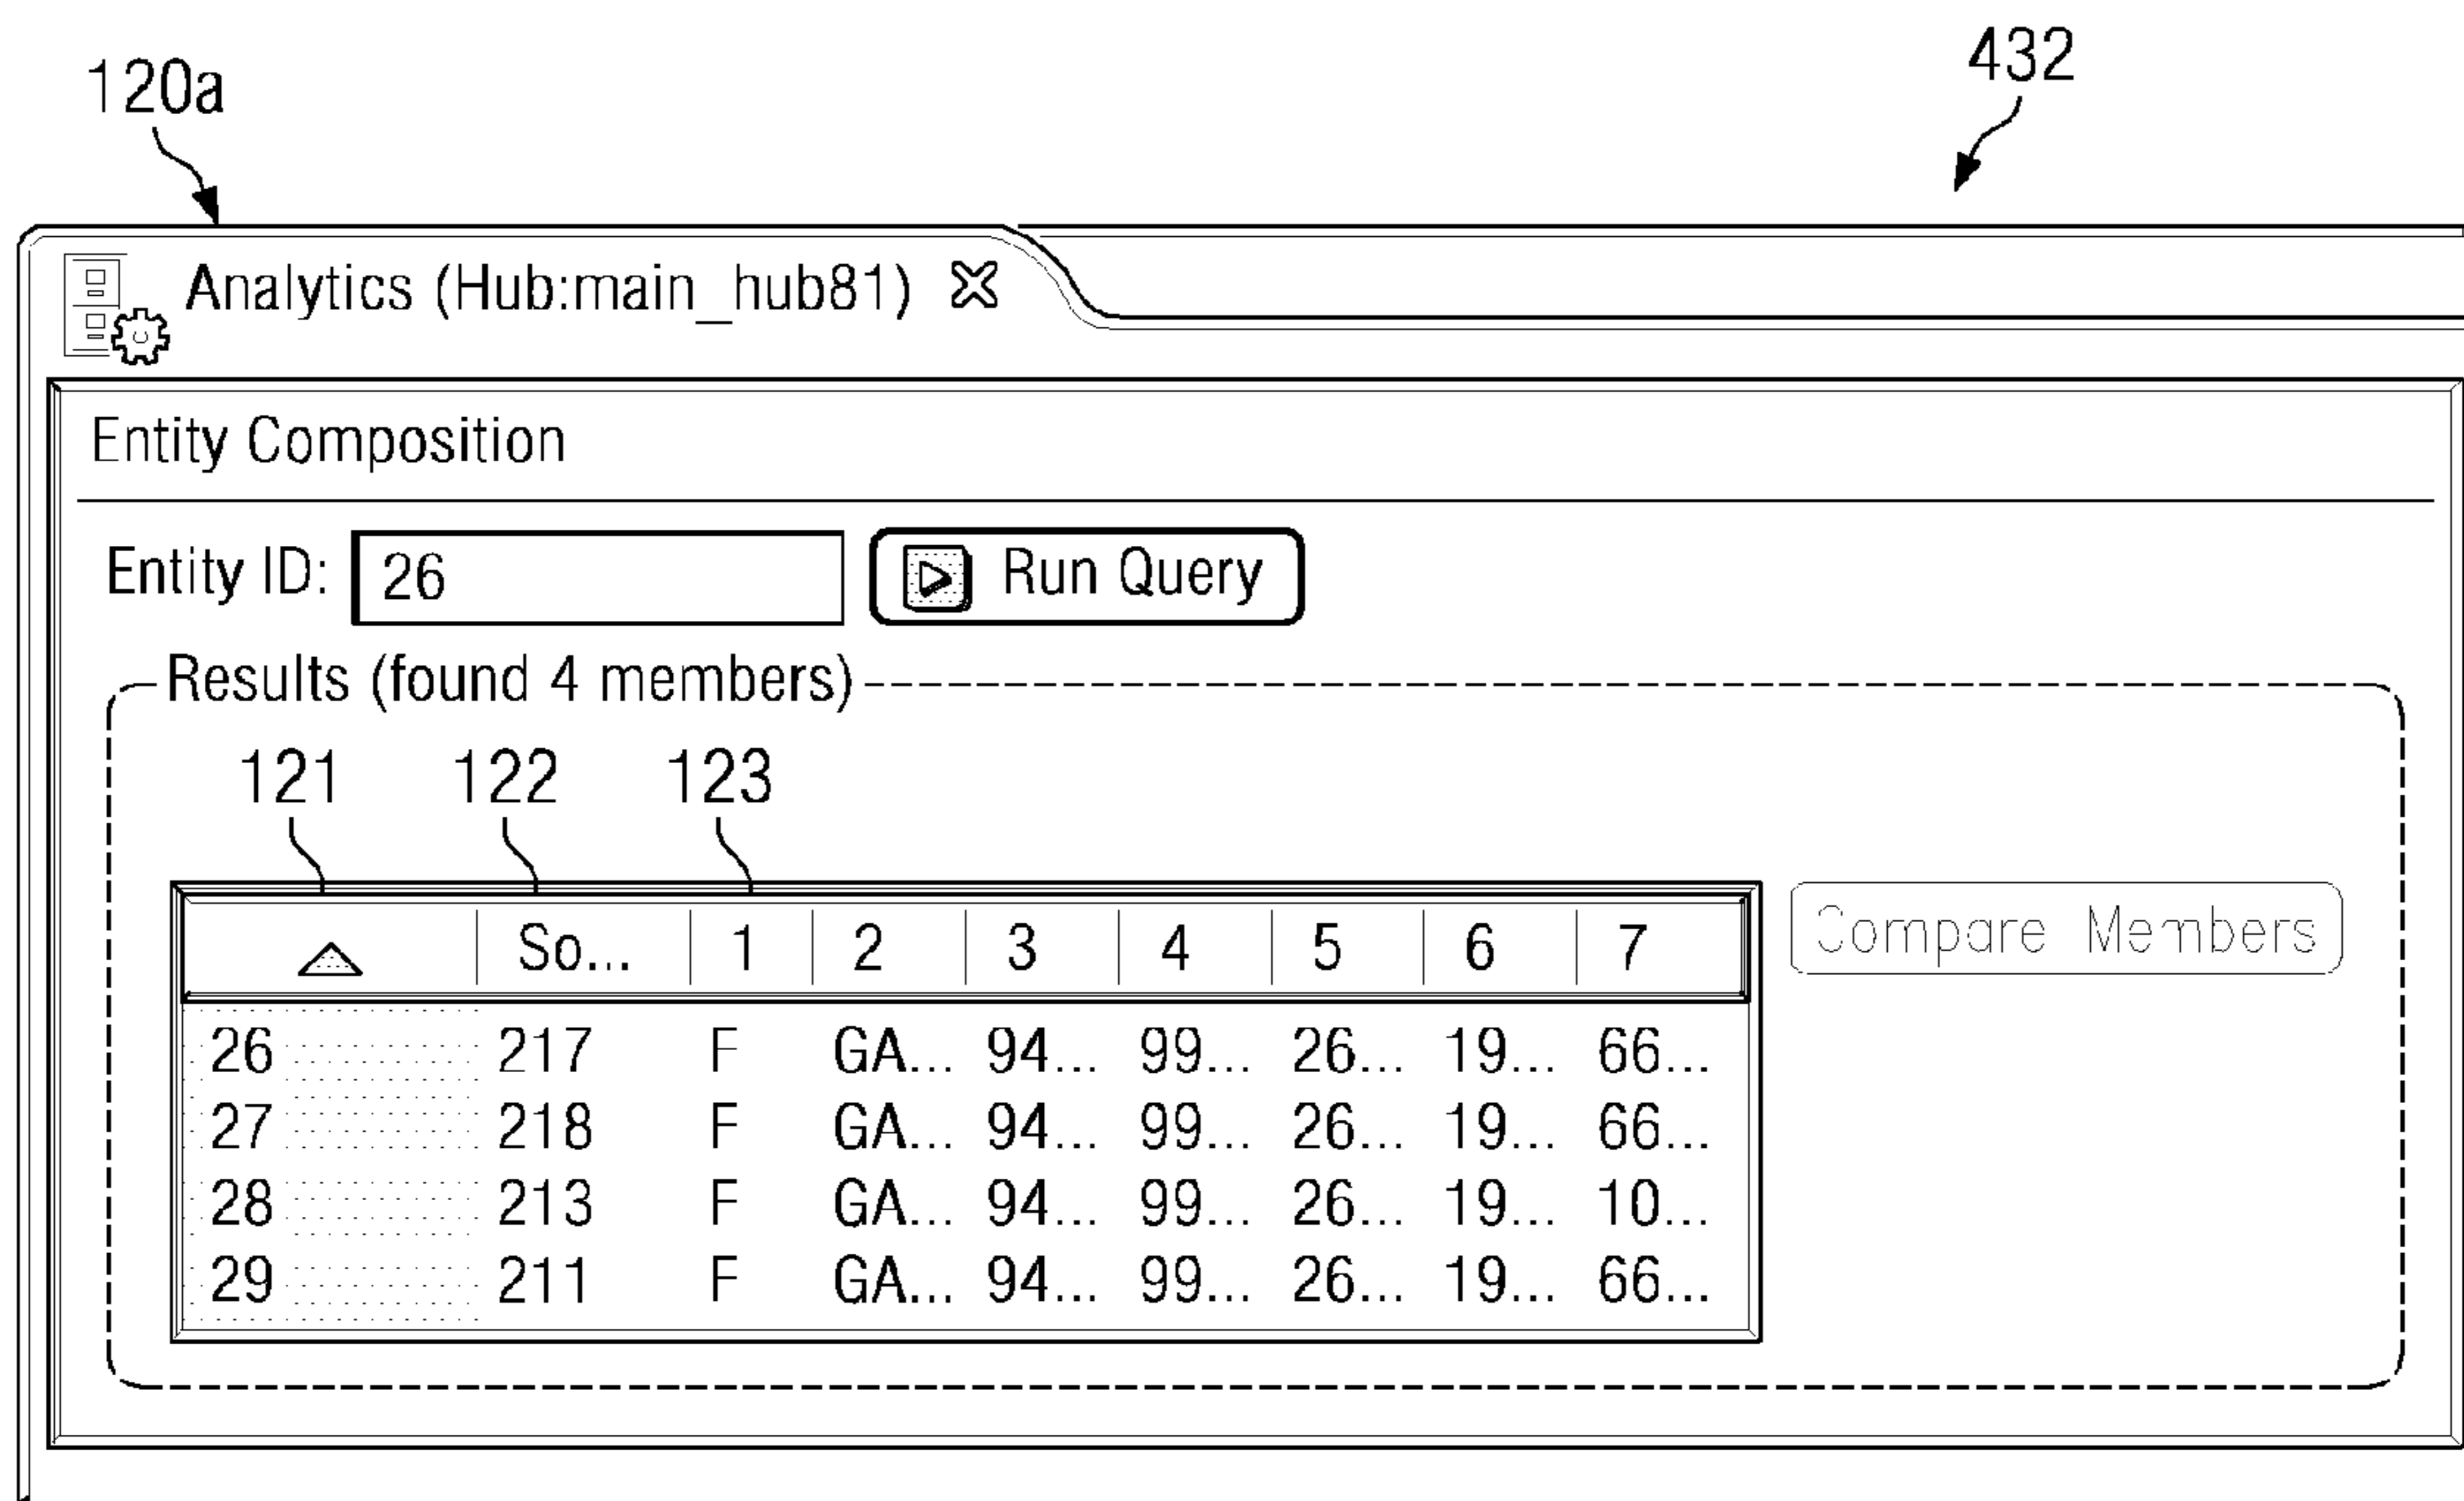 120a 432
Analytics (Hub:main_hub81)
Entity Composition
Entity ID: 26 Run Query
Results (found 4 members)
121 122 123
So... 1 2 3 4 5 6 7 Compare Members
26 217 F GA... 94... 99... 26... 19... 66...
27 218 F GA... 94... 99... 26... 19... 66...
28 213 F GA... 94... 99... 26... 19... 10...
29 211 F GA... 94... 99... 26... 19... 66...